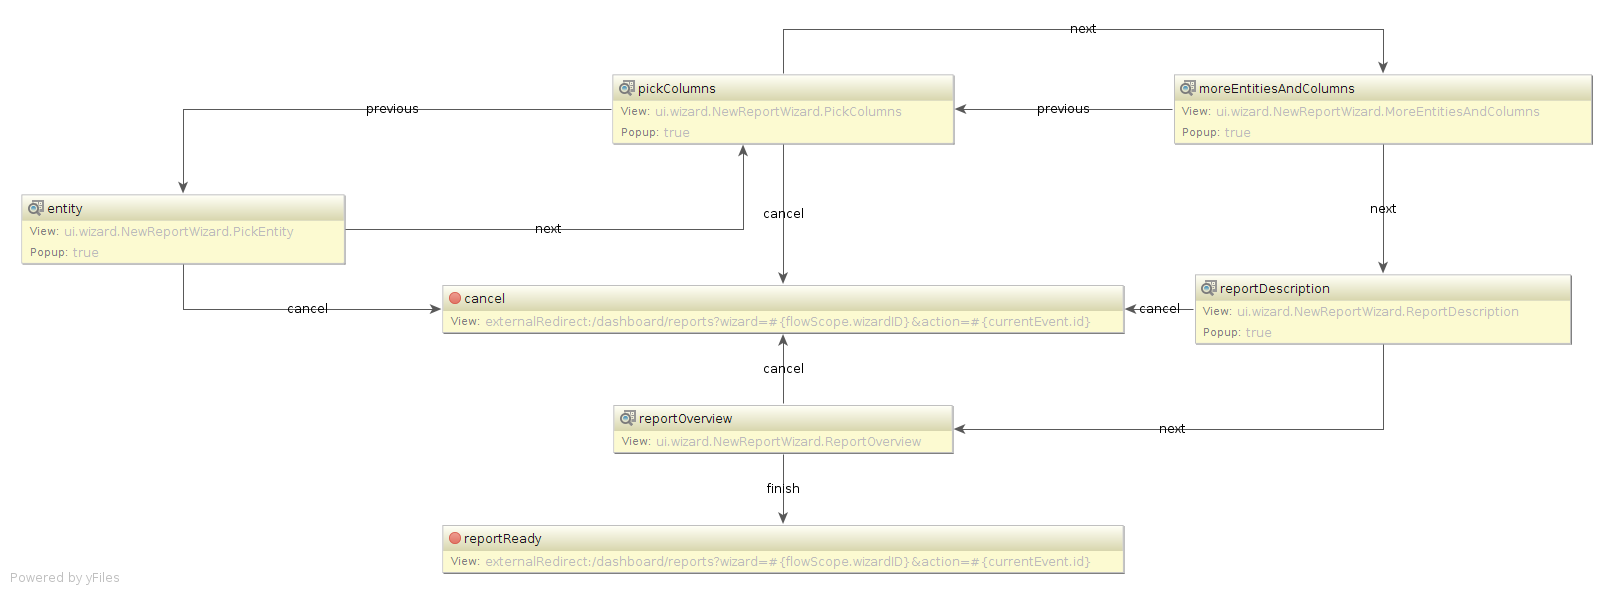 next
pickColumns
View: ui.wizard.NewReportWizard.PickColumns
Popup: true
moreEntitiesAndColumns
View: ui.wizard.NewReportWizard.MoreEntitiesAndColumns
Popup: true
previous
previous
entity
View: ui.wizard.NewReportWizard.PickEntity
Popup: true
next
cancel
next
cancel
cancel
View: externalRedirect:/dashboard/reports?wizard=#{flowScope.wizardID}&action=#{currentEvent.id}
cancel
reportDescription
View: ui.wizard.NewReportWizard.ReportDescription
Popup: true
cancel
reportOverview
View: ui.wizard.NewReportWizard.ReportOverview
next
finish
reportReady
View: externalRedirect:/dashboard/reports?wizard=#{flowScope.wizardID}&action=#{currentEvent.id}
Powered by yFiles